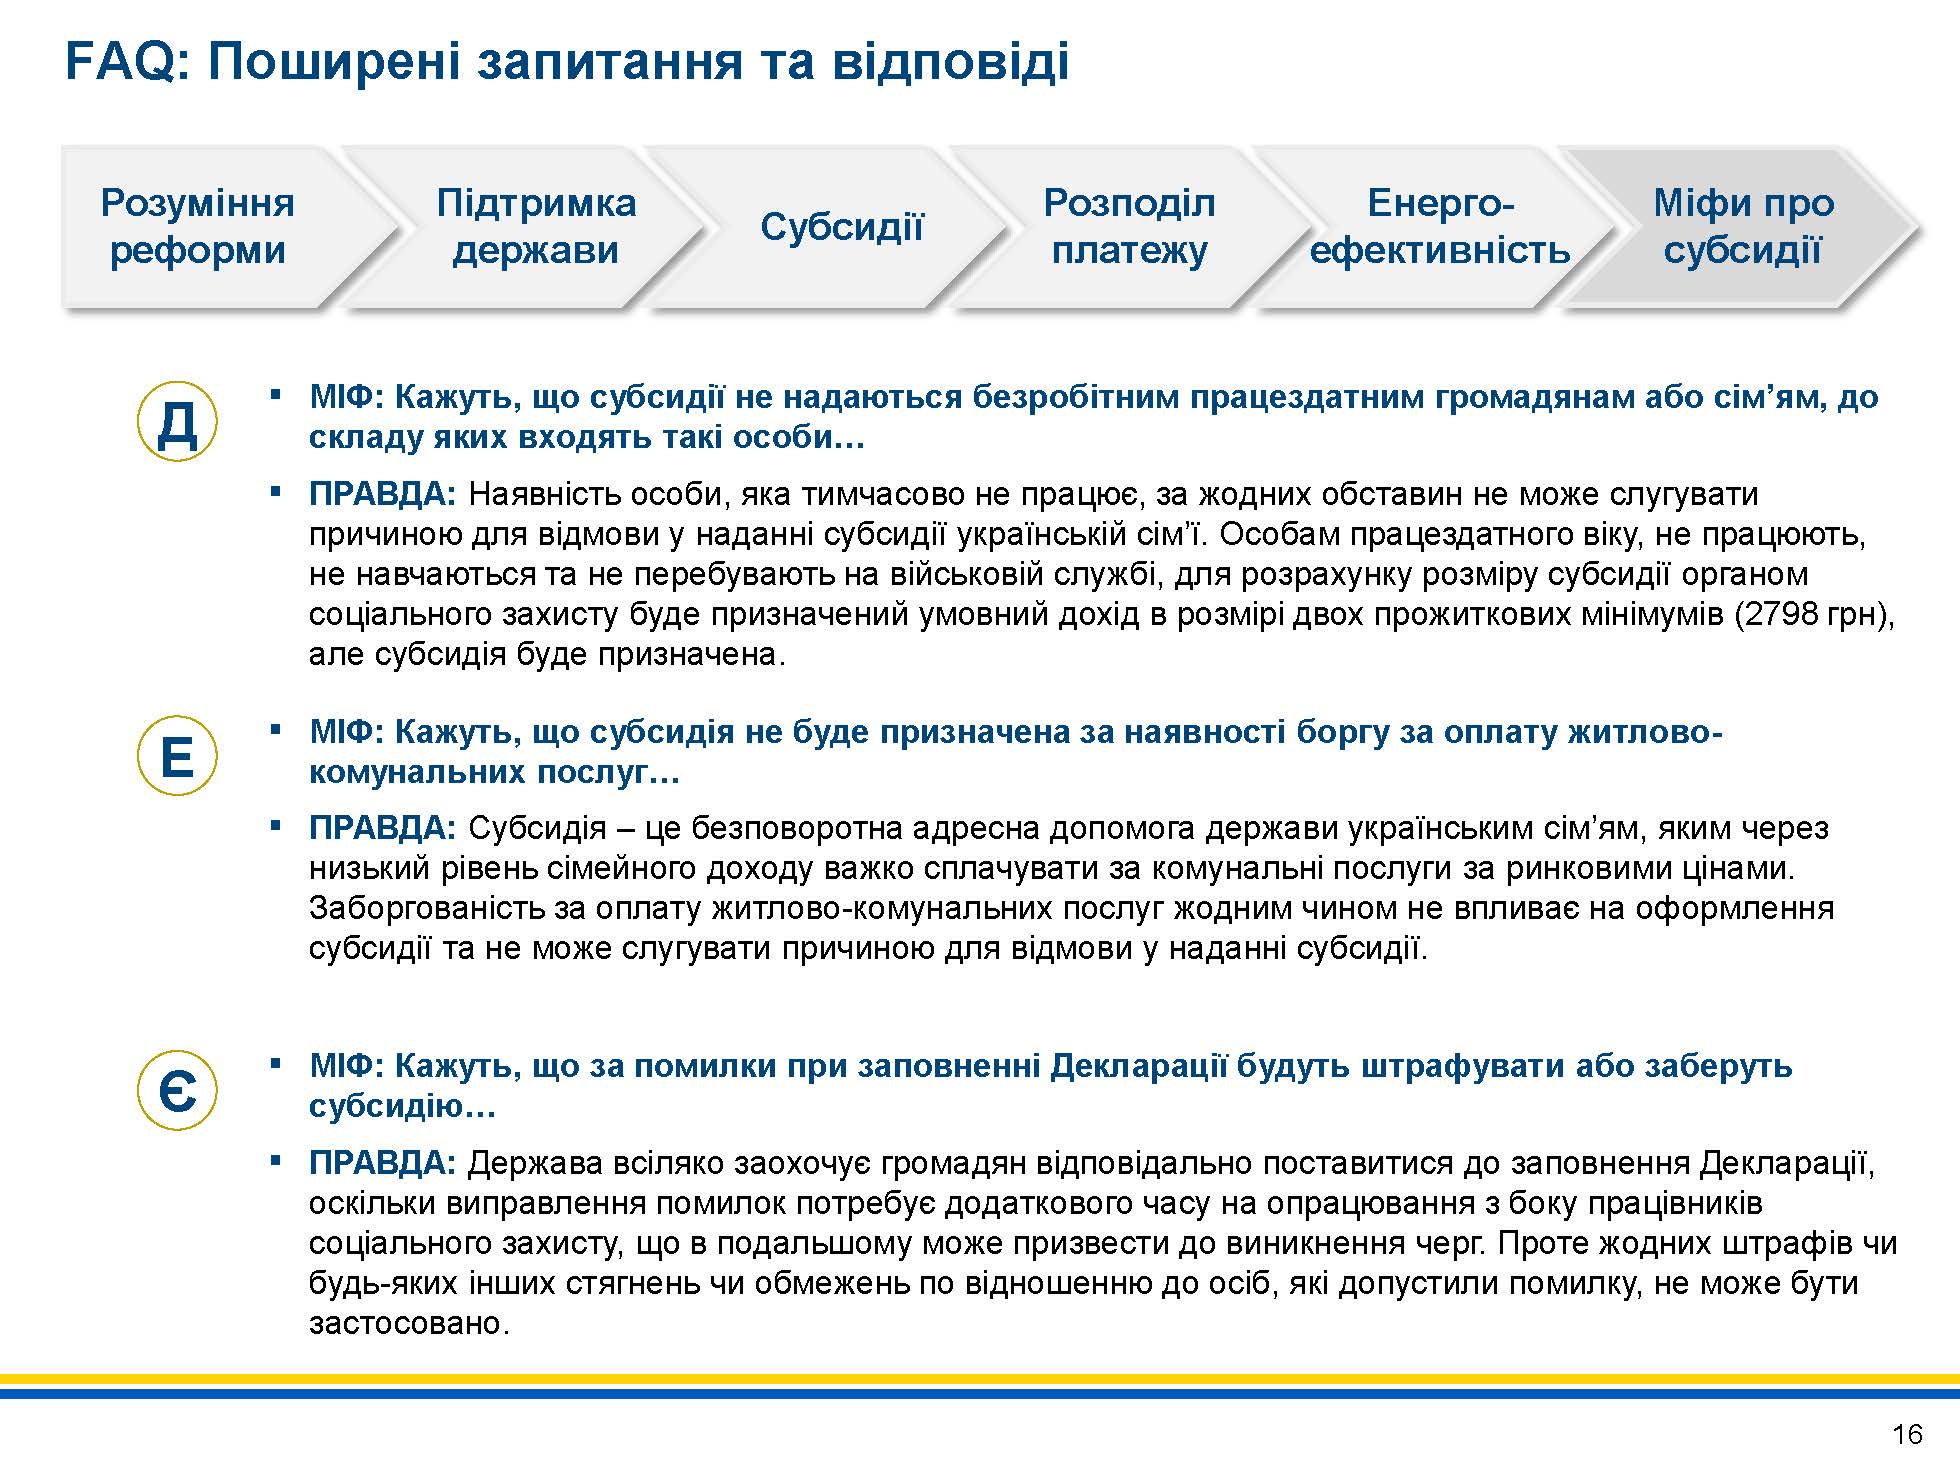 FAQ: Поширені запитання та відповіді
Розуміння
реформи
Підтримка
держави
Субсидії
Розподіл
платежу
Енерго-
ефективність
Міфи про
субсидії
Д
▪ МІФ: Кажуть, що субсидії не надаються безробітним працездатним громадянам або сім’ям, до
складу яких входять такі особи…
▪ ПРАВДА: Наявність особи, яка тимчасово не працює, за жодних обставин не може слугувати
причиною для відмови у наданні субсидії українській сім’ї. Особам працездатного віку, не працюють,
не навчаються та не перебувають на військовій службі, для розрахунку розміру субсидії органом
соціального захисту буде призначений умовний дохід в розмірі двох прожиткових мінімумів (2798 грн),
але субсидія буде призначена.
Е
▪ МІФ: Кажуть, що субсидія не буде призначена за наявності боргу за оплату житлово-
комунальних послуг…
▪ ПРАВДА: Субсидія – це безповоротна адресна допомога держави українським сім’ям, яким через
низький рівень сімейного доходу важко сплачувати за комунальні послуги за ринковими цінами.
Заборгованість за оплату житлово-комунальних послуг жодним чином не впливає на оформлення
субсидії та не може слугувати причиною для відмови у наданні субсидії.
Є
▪ МІФ: Кажуть, що за помилки при заповненні Декларації будуть штрафувати або заберуть
субсидію…
▪ ПРАВДА: Держава всіляко заохочує громадян відповідально поставитися до заповнення Декларації,
оскільки виправлення помилок потребує додаткового часу на опрацювання з боку працівників
соціального захисту, що в подальшому може призвести до виникнення черг. Проте жодних штрафів чи
будь-яких інших стягнень чи обмежень по відношенню до осіб, які допустили помилку, не може бути
застосовано.
16